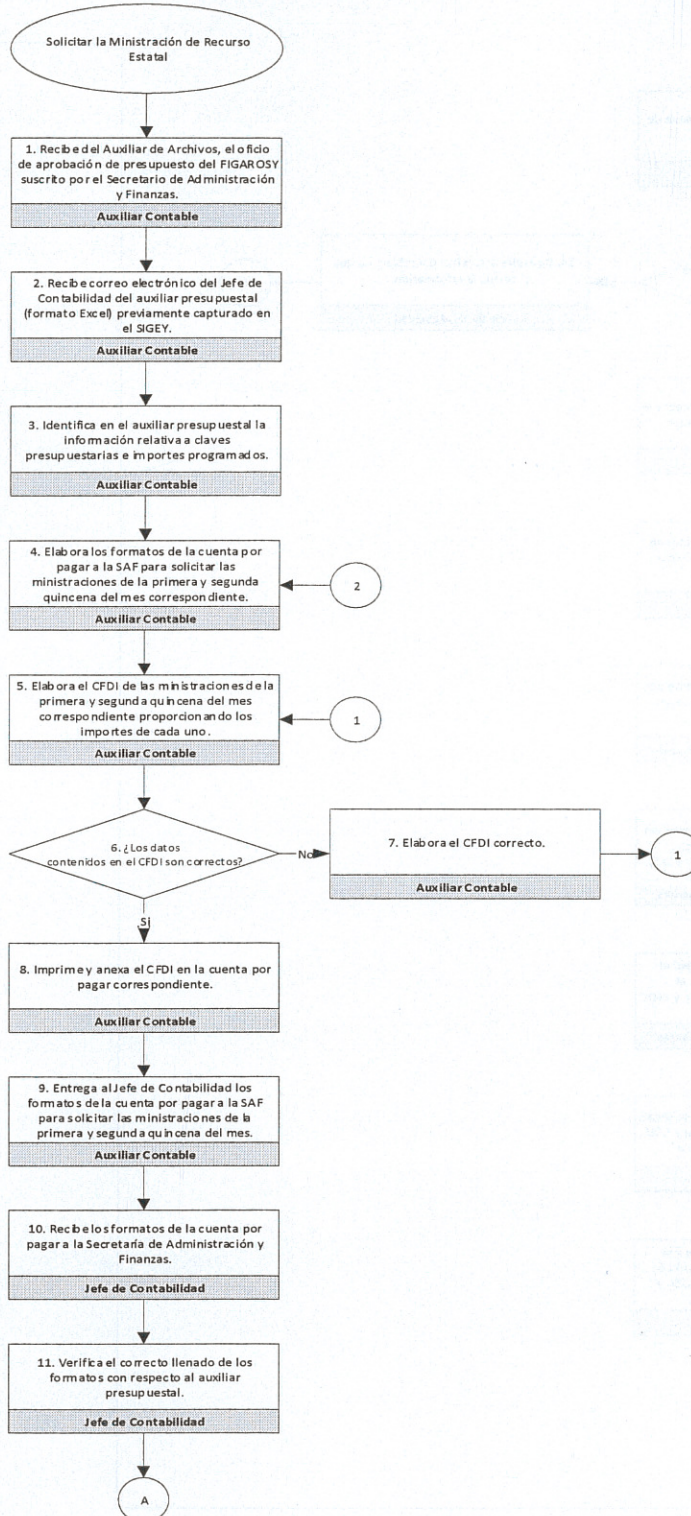 Solicitar la Ministración de Recurso
Estatal
1. Recibe del Auxiliar de Archivos, el oficio
de aprobación de presupuesto del FIGAROSY
suscrito por el Secretario de Administración
y Finanzas.
Auxiliar Contable
2. Recibe correo electrónico del Jefe de
Contabilidad del auxiliar presupuestal
(formato Excel) previamente capturado en
el SIGEY.
Auxiliar Contable
3. Identifica en el auxiliar presupuestal la
información relativa a claves
presupuestarias e importes programados.
Auxiliar Contable
4. Elabora los formatos de la cuenta por
pagar a la SAF para solicitar las
ministraciones de la primera y segunda
quincena del mes correspondiente.
Auxiliar Contable
2
5. Elabora el CFDI de las ministraciones de la
primera y segunda quincena del mes
correspondiente proporcionando los
importes de cada uno.
Auxiliar Contable
1
6. ¿Los datos
contenidos en el CFDI son correctos?
No
7. Elabora el CFDI correcto.
Auxiliar Contable
1
Si
8. Imprime y anexa el CFDI en la cuenta por
pagar correspondiente.
Auxiliar Contable
9. Entrega al Jefe de Contabilidad los
formatos de la cuenta por pagar a la SAF
para solicitar las ministraciones de la
primera y segunda quincena del mes.
Auxiliar Contable
10. Recibe los formatos de la cuenta por
pagar a la Secretaría de Administración y
Finanzas.
Jefe de Contabilidad
11. Verifica el correcto llenado de los
formatos con respecto al auxiliar
presupuestal.
Jefe de Contabilidad
A